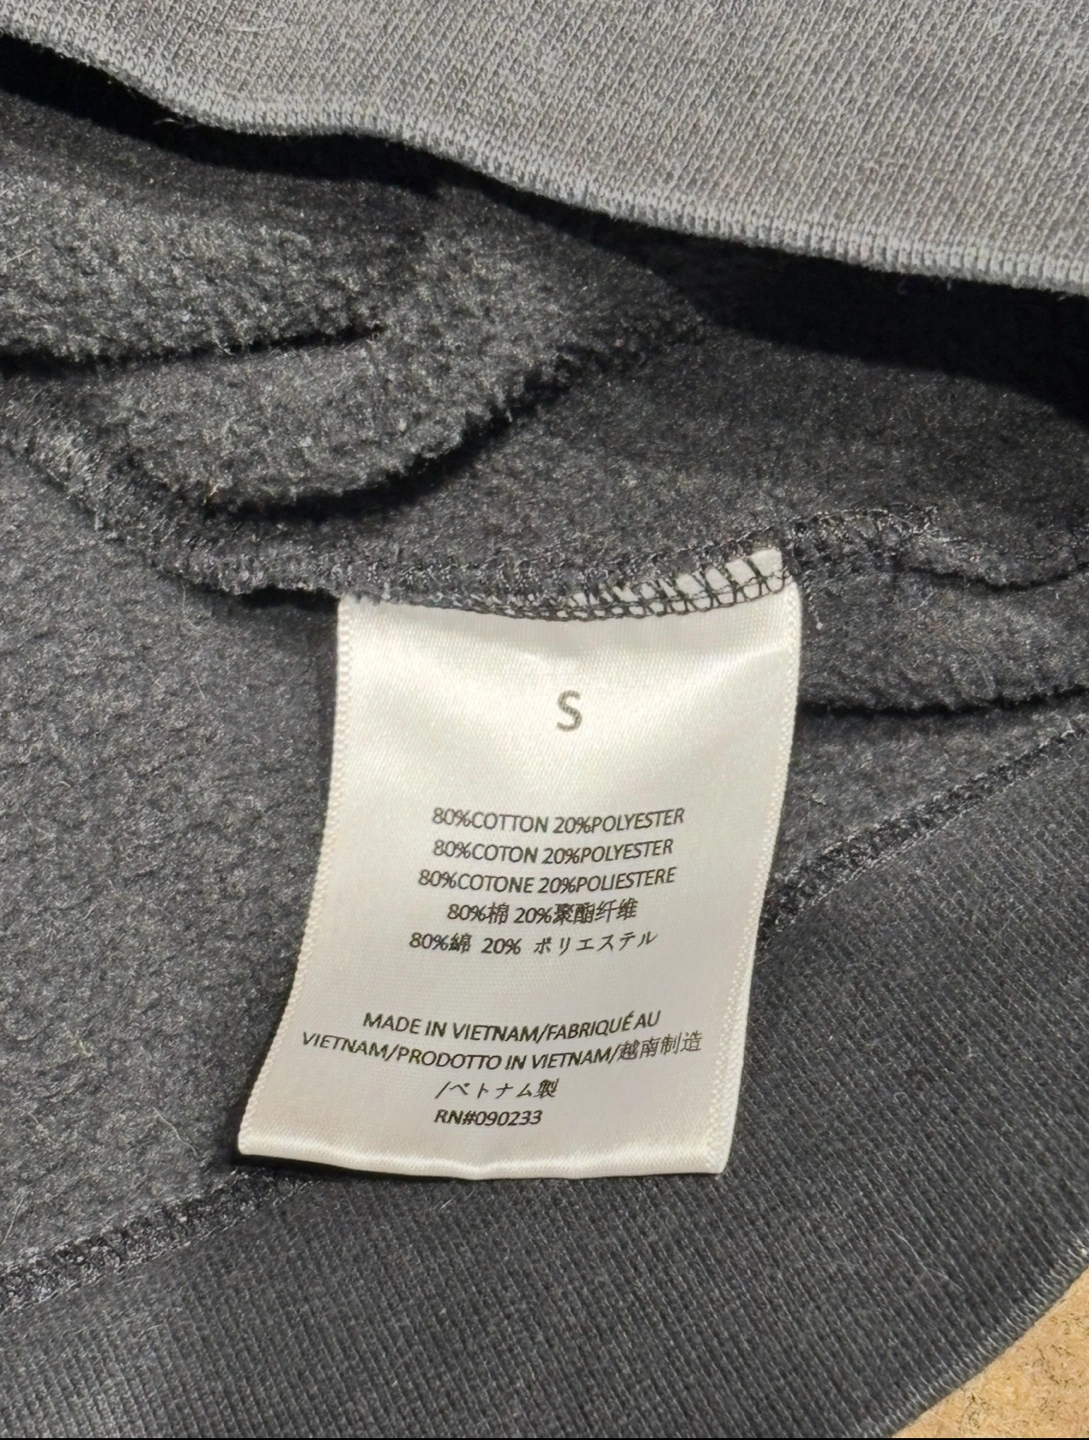 S
80%COTTON 20%POLYESTER
80%COTON 20%POLYESTER
80%COTONE 20%POLIESTERE
80%棉 20%聚酯纤维
80%綿 20% ポリエステル
MADE IN VIETNAM/FABRIQUÉ AU
VIETNAM/PRODOTTO IN VIETNAM/越南制造
/ベトナム製
RN#090233